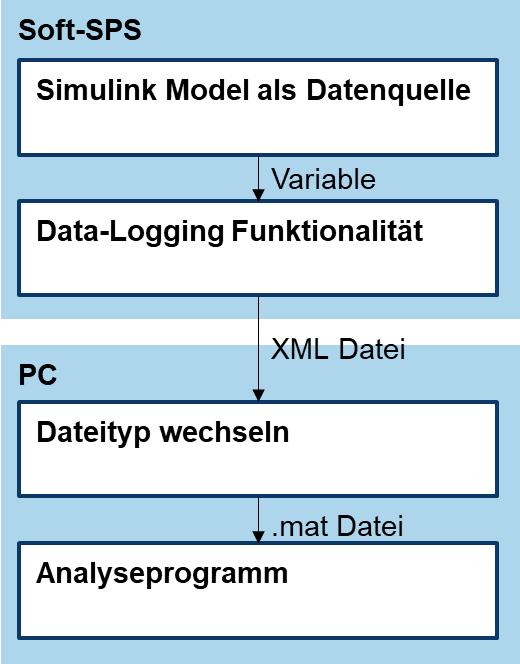 Soft-SPS
Simulink Model als Datenquelle
Variable
Data-Logging Funktionalität
XML Datei
PC
Dateityp wechseln
.mat Datei
Analyseprogramm